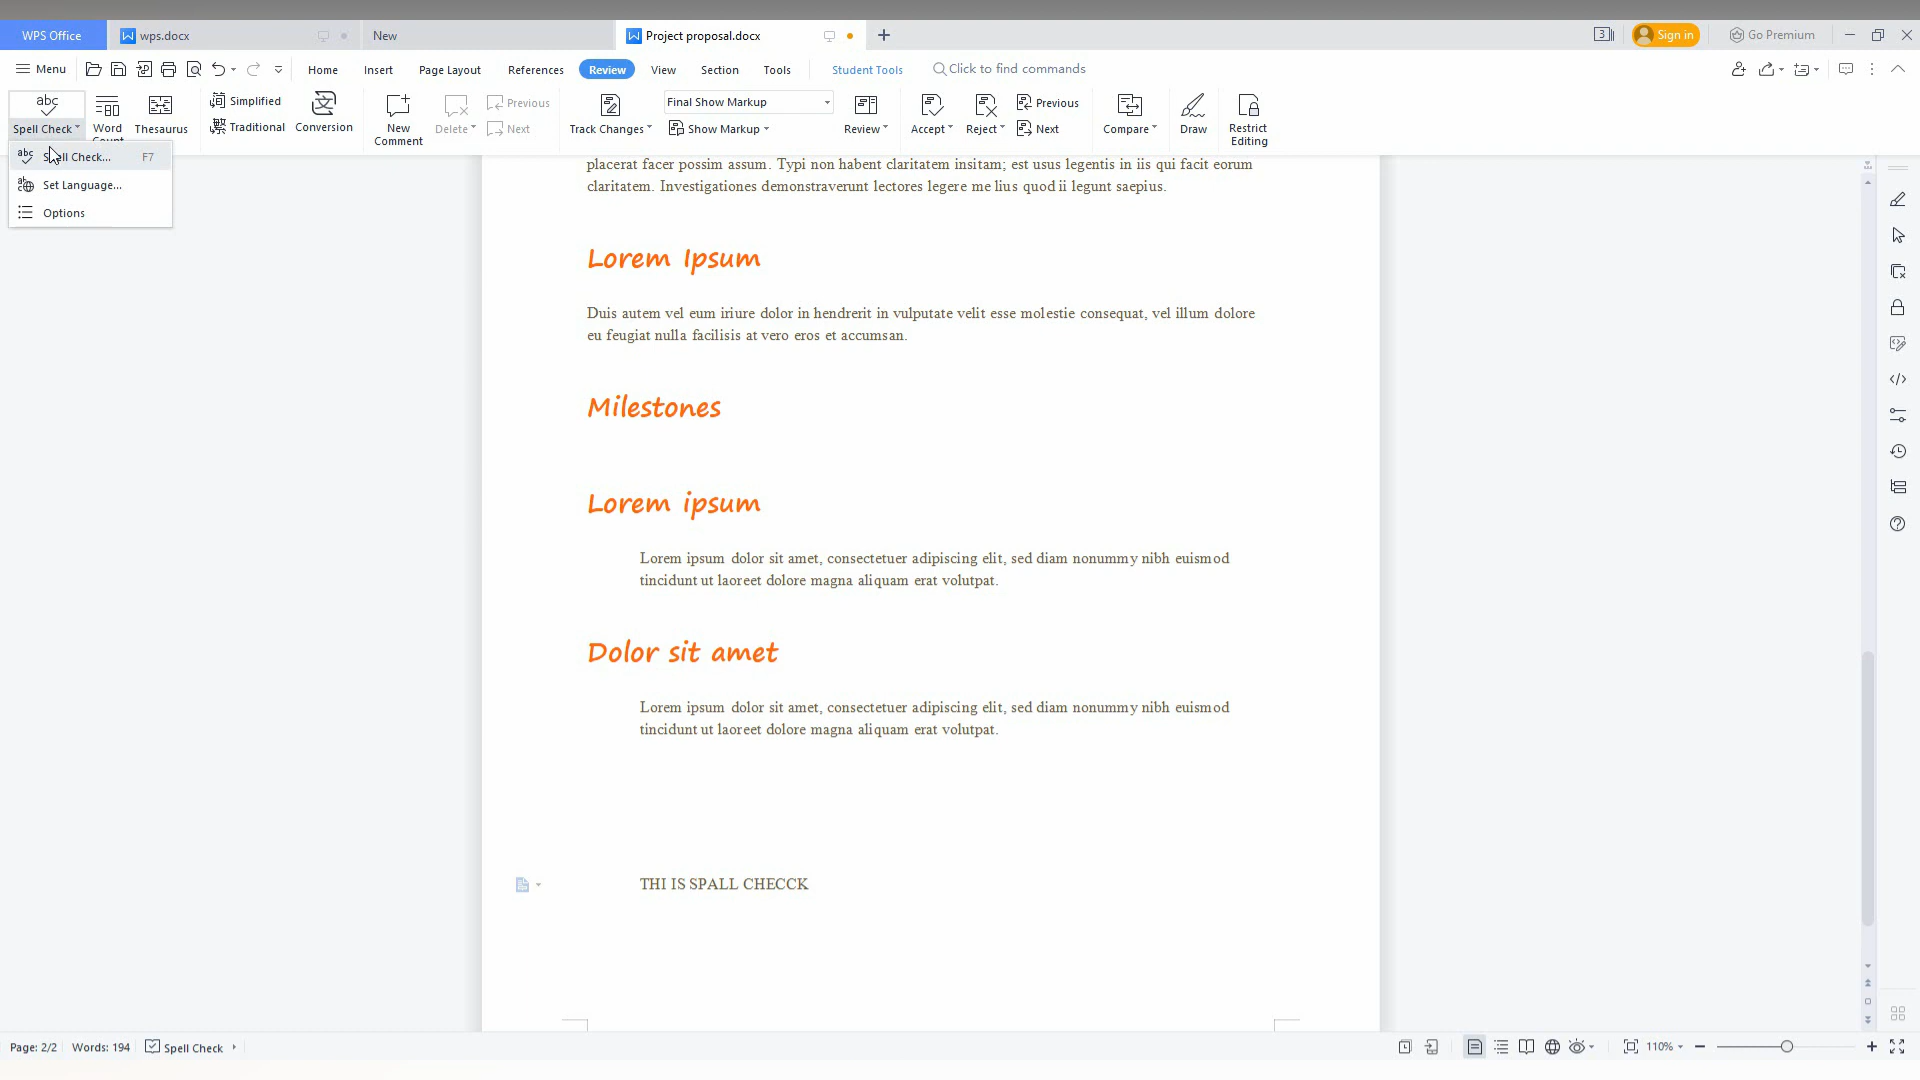 WPS Office
wps.docx
New
Project proposal.docx
3
Sign in
Go Premium
Menu
Home
Insert
Page Layout
References
Review
View
Section
Tools
Student Tools
Click to find commands
abc
Spell Check
Word
Count
Thesaurus
Simplified
Traditional
Conversion
New
Comment
Delete
Previous
Next
Track Changes
Final Show Markup
Show Markup
Review
Accept
Reject
Previous
Next
Compare
Draw
Restrict
Editing
abc Spell Check... F7
Set Language...
Options
placerat facer possim assum. Typi non habent claritatem insitam; est usus legentis in iis qui facit eorum
claritatem. Investigationes demonstraverunt lectores legere me lius quod ii legunt saepius.
Lorem Ipsum
Duis autem vel eum iriure dolor in hendrerit in vulputate velit esse molestie consequat, vel illum dolore
eu feugiat nulla facilisis at vero eros et accumsan.
Milestones
Lorem ipsum
Lorem ipsum dolor sit amet, consectetuer adipiscing elit, sed diam nonummy nibh euismod
tincidunt ut laoreet dolore magna aliquam erat volutpat.
Dolor sit amet
Lorem ipsum dolor sit amet, consectetuer adipiscing elit, sed diam nonummy nibh euismod
tincidunt ut laoreet dolore magna aliquam erat volutpat.
THI IS SPALL CHECCK
Page: 2/2
Words: 194
Spell Check
110%